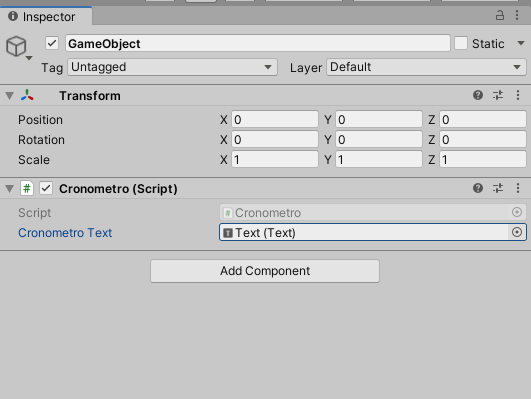 Inspector
GameObject Static
Tag Untagged Layer Default
Transform
Position X 0 Y 0 Z 0
Rotation X 0 Y 0 Z 0
Scale X 1 Y 1 Z 1
# Cronometro (Script)
Script # Cronometro
Cronometro Text T Text (Text)
Add Component